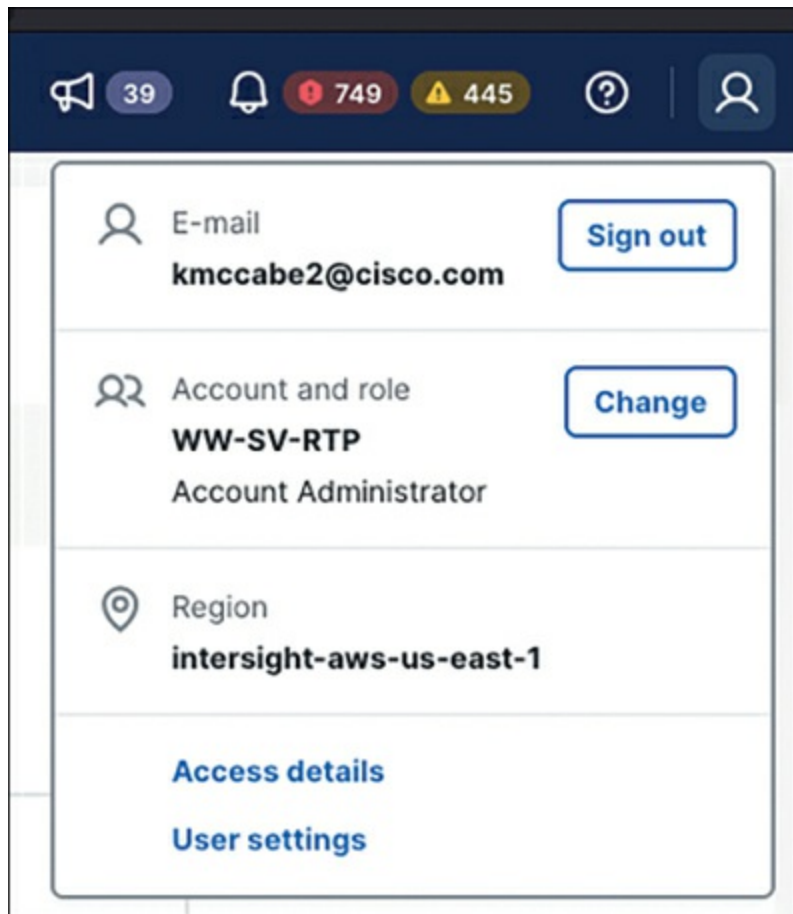 39
749
445
E-mail
kmccabe2@cisco.com
Sign out
Account and role
WW-SV-RTP
Account Administrator
Change
Region
intersight-aws-us-east-1
Access details
User settings